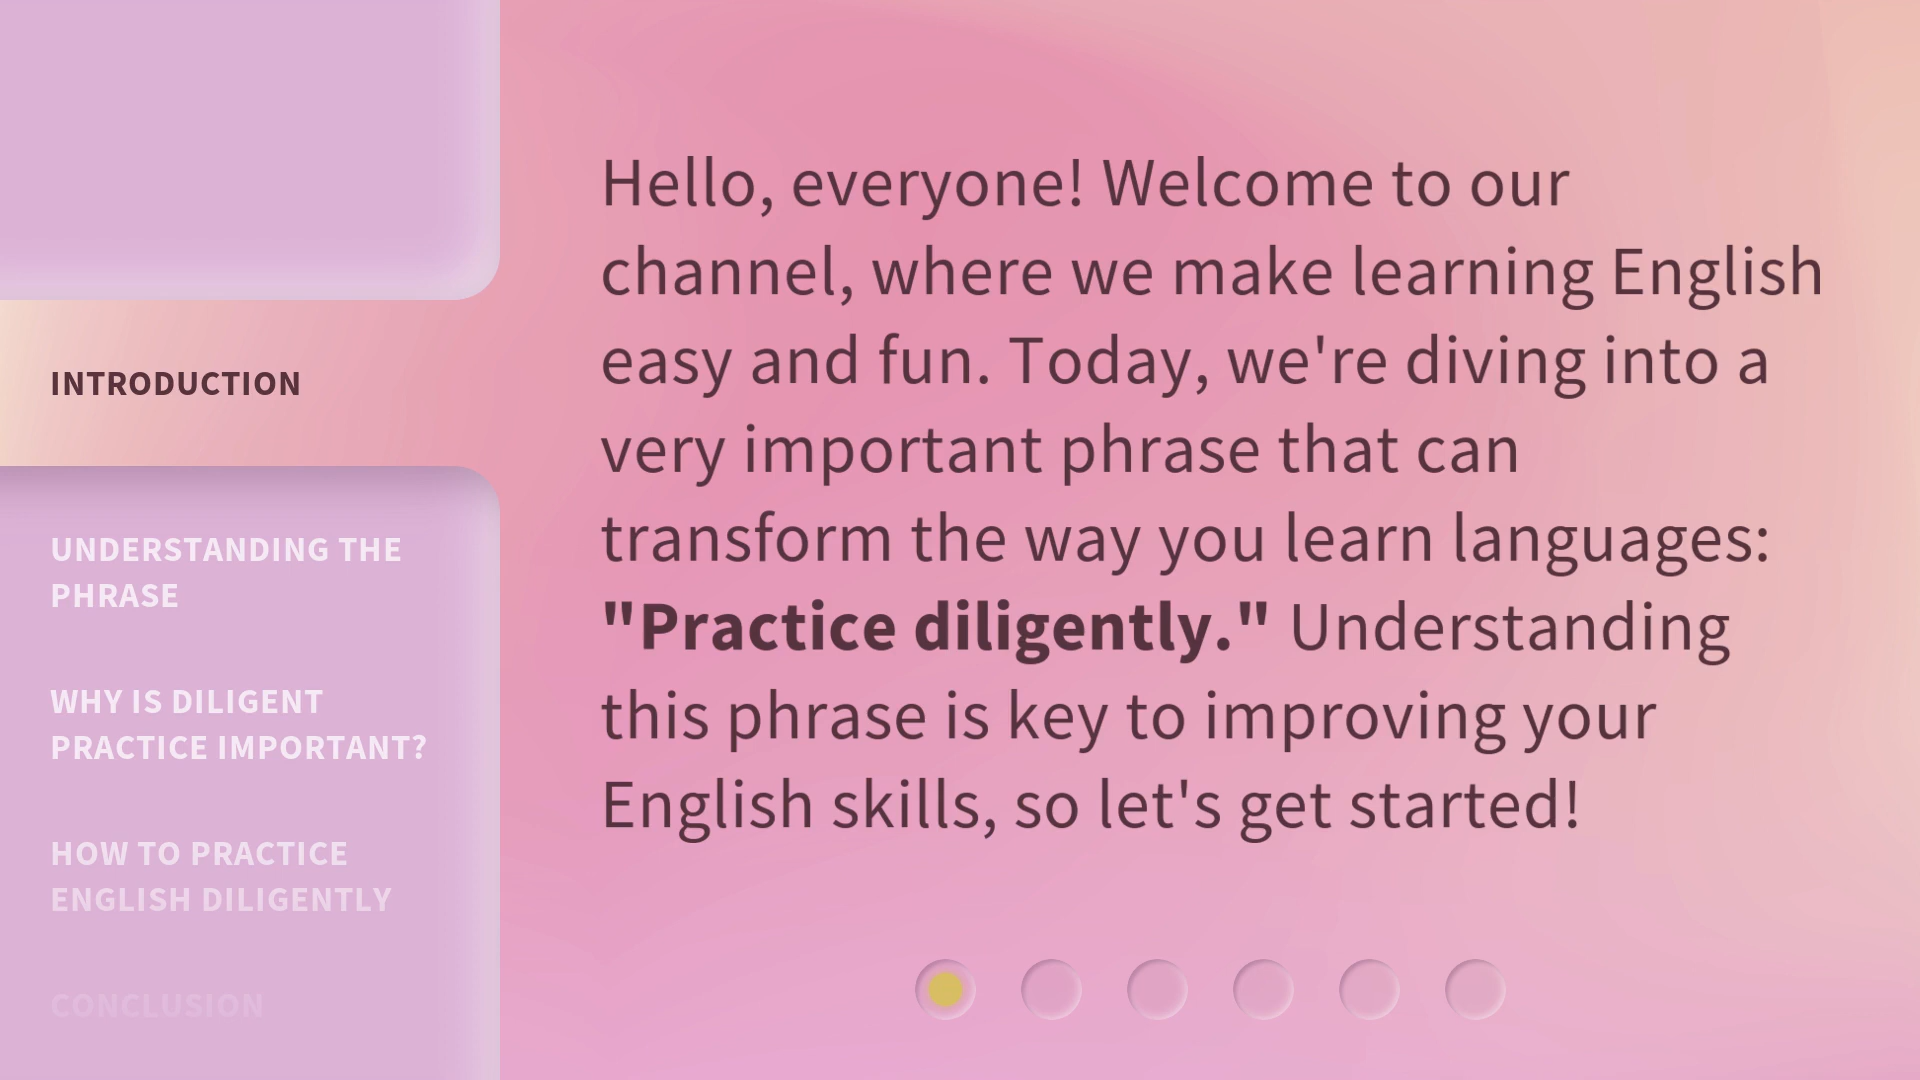 INTRODUCTION
UNDERSTANDING THE
PHRASE
WHY IS DILIGENT
PRACTICE IMPORTANT?
HOW TO PRACTICE
ENGLISH DILIGENTLY
CONCLUSION
Hello, everyone! Welcome to our
channel, where we make learning English
easy and fun. Today, we're diving into a
very important phrase that can
transform the way you learn languages:
"Practice diligently." Understanding
this phrase is key to improving your
English skills, so let's get started!